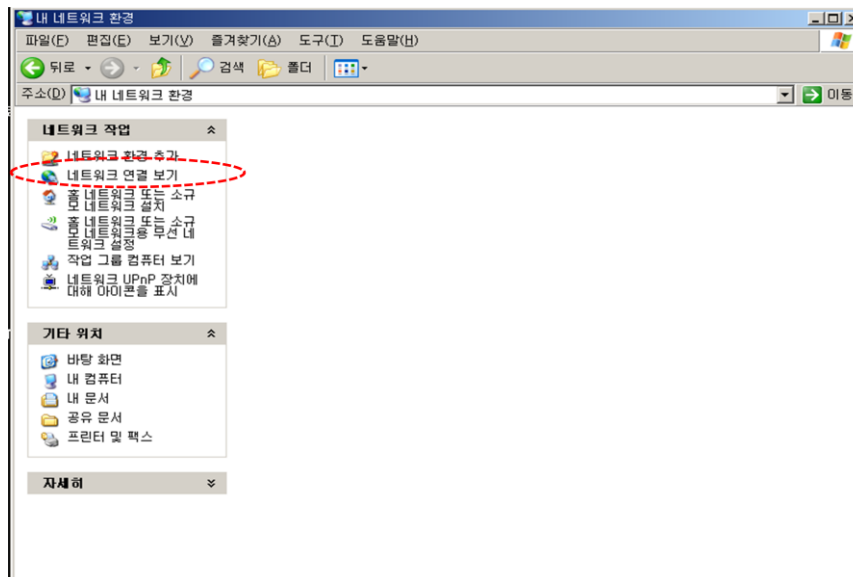 내 네트워크 환경
파일(F) 편집(E) 보기(V) 즐겨찾기(A) 도구(T) 도움말(H)
뒤로 검색 폴더
주소(D) 내 네트워크 환경 이동
네트워크 작업
네트워크 환경 추가
네트워크 연결 보기
홈 네트워크 또는 소규
모 네트워크 설치
홈 네트워크 또는 소규
모 네트워크용 무선 네
트워크 설정
작업 그룹 컴퓨터 보기
네트워크 UPnP 장치에
대해 아이콘을 표시
기타 위치
바탕 화면
내 컴퓨터
내 문서
공유 문서
프린터 및 팩스
자세히